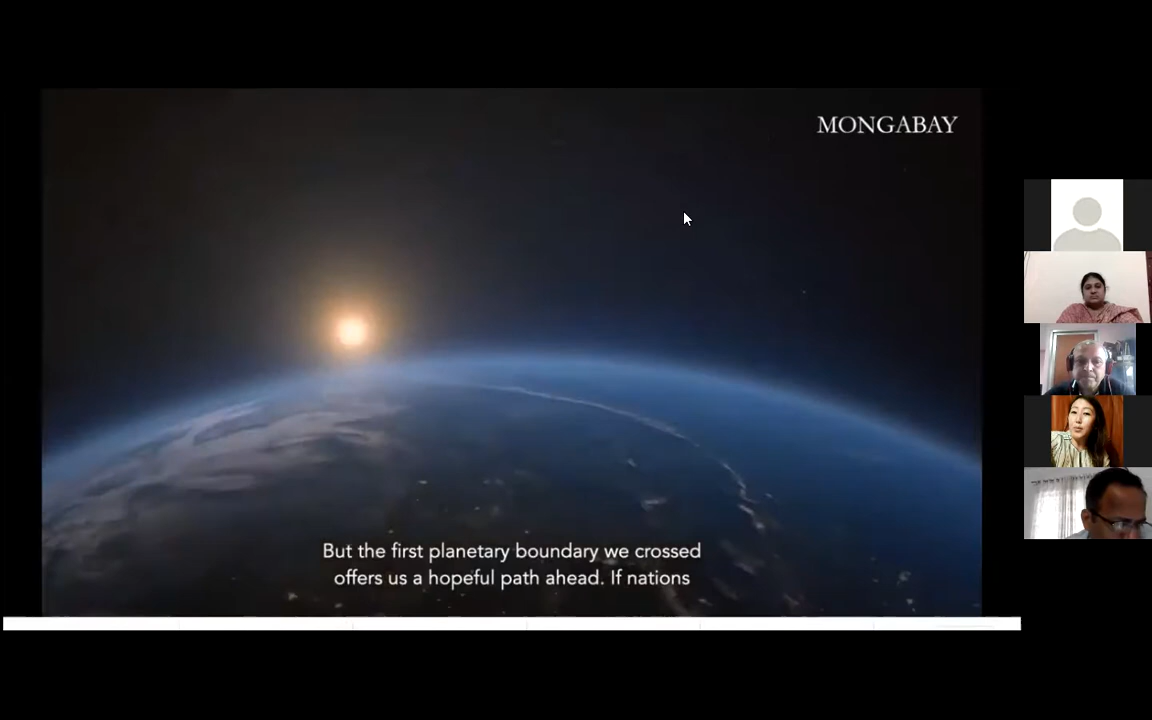 MONGABAY
But the first planetary boundary we crossed
offers us a hopeful path ahead. If nations